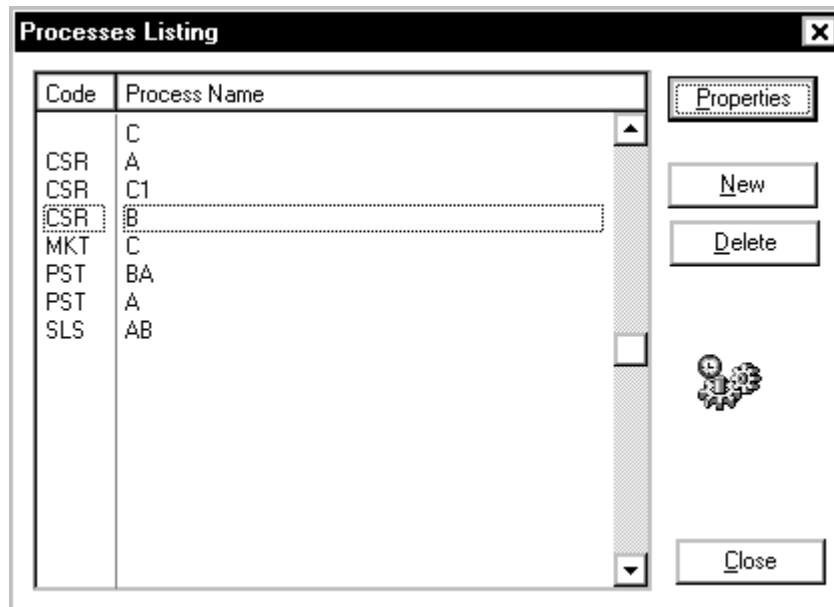 Processes Listing
Code Process Name
C
CSR A
CSR C1
CSR B
MKT C
PST BA
PST A
SLS AB
Properties
New
Delete
Close